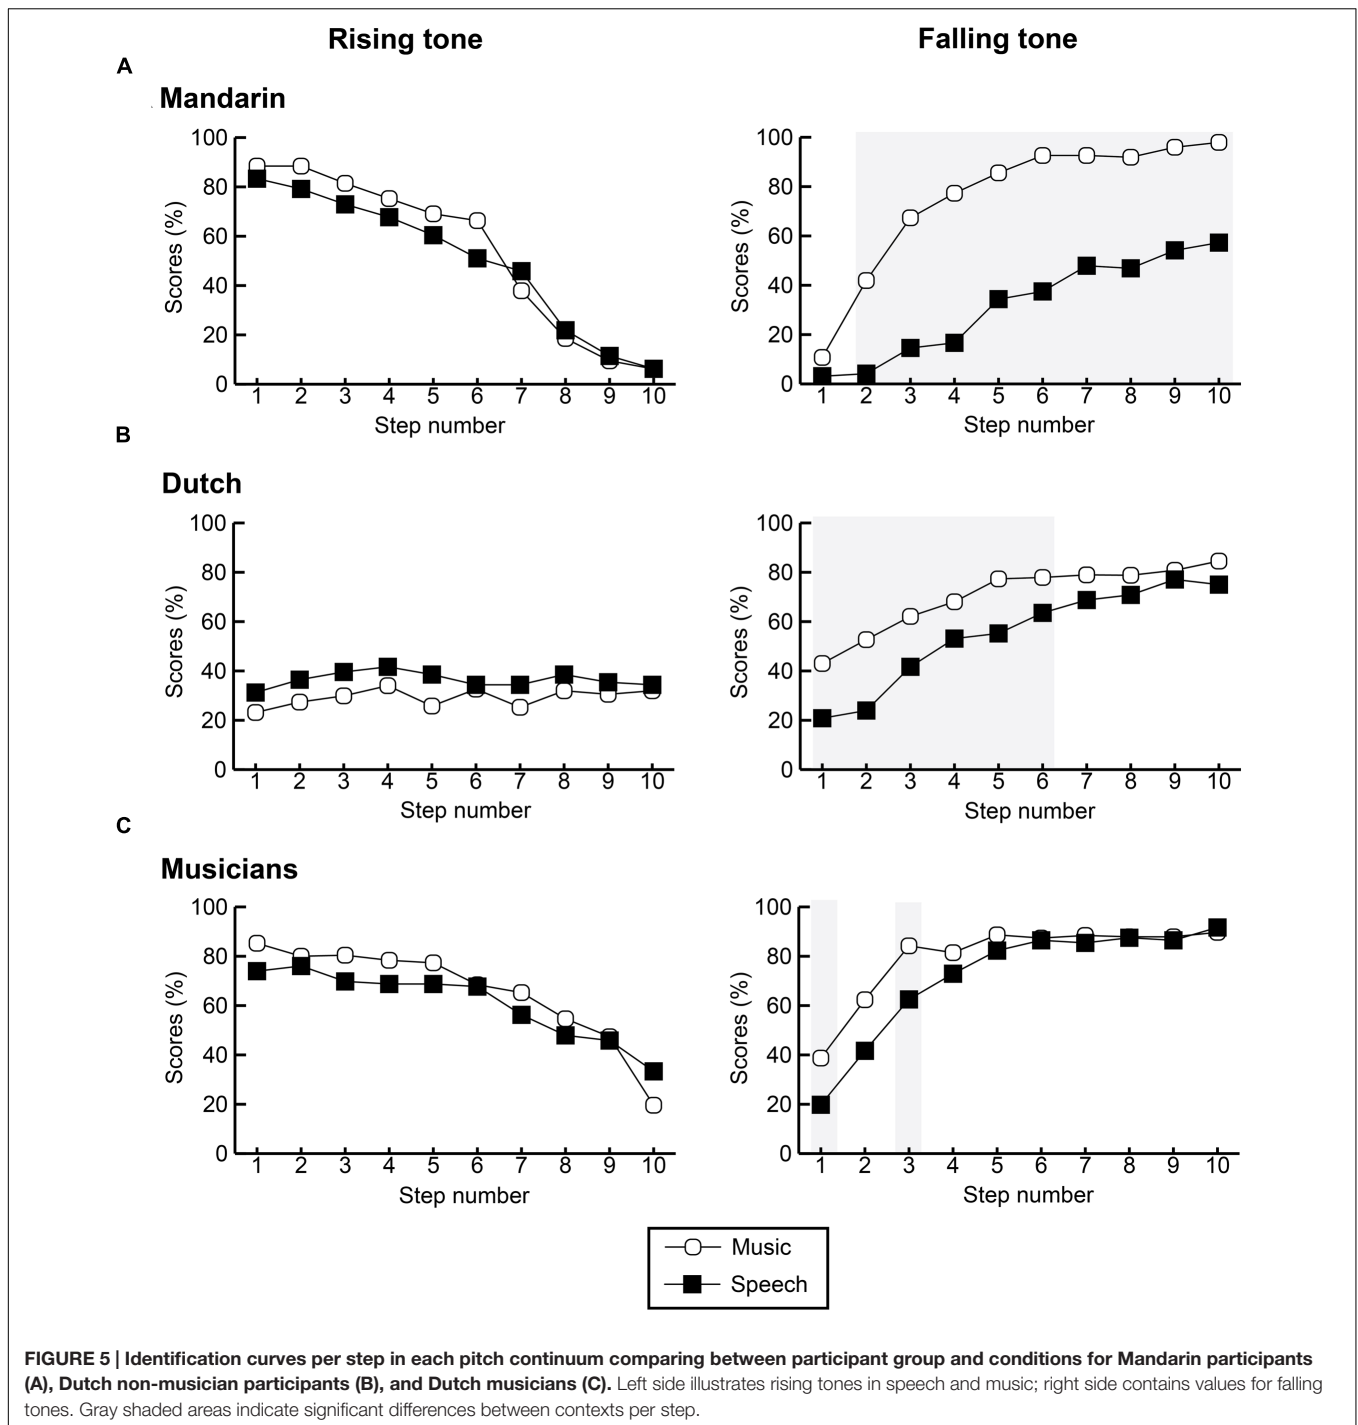 Rising tone
Falling tone
A
Mandarin
100
80
60
40
20
0
Scores (%)
1 2 3 4 5 6 7 8 9 10
Step number
100
80
60
40
20
0
Scores (%)
1 2 3 4 5 6 7 8 9 10
Step number
B
Dutch
100
80
60
40
20
0
Scores (%)
1 2 3 4 5 6 7 8 9 10
Step number
100
80
60
40
20
0
Scores (%)
1 2 3 4 5 6 7 8 9 10
Step number
C
Musicians
100
80
60
40
20
0
Scores (%)
1 2 3 4 5 6 7 8 9 10
Step number
100
80
60
40
20
0
Scores (%)
1 2 3 4 5 6 7 8 9 10
Step number
Music
Speech
FIGURE 5 | Identification curves per step in each pitch continuum comparing between participant group and conditions for Mandarin participants
(A), Dutch non-musician participants (B), and Dutch musicians (C). Left side illustrates rising tones in speech and music; right side contains values for falling
tones. Gray shaded areas indicate significant differences between contexts per step.